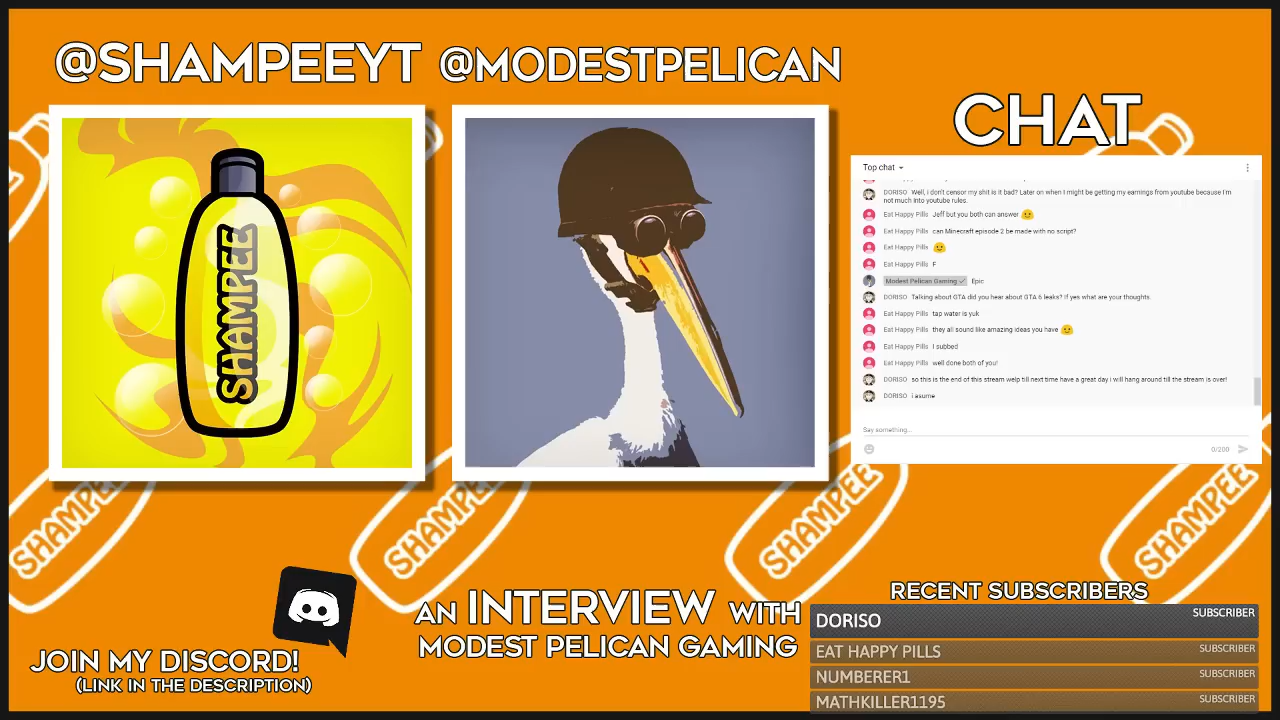 @SHAMPEEYT @MODESTPELICAN
CHAT
SHAMPEE
Top chat
DORISO Well, i don't censor my shit is it bad? Later on when I might be getting my earnings from youtube because I'm
not much into youtube rules.
Eat Happy Pills Jeff but you both can answer
Eat Happy Pills can Minecraft episode 2 be made with no script?
Eat Happy Pills
Eat Happy Pills F
Modest Pelican Gaming Epic
DORISO Talking about GTA did you hear about GTA 6 leaks? If yes what are your thoughts.
Eat Happy Pills tap water is yuk
Eat Happy Pills they all sound like amazing ideas you have
Eat Happy Pills I subbed
Eat Happy Pills well done both of you!
DORISO so this is the end of this stream welp till next time have a great day i will hang around till the stream is over!
DORISO i asume
Say something...
0/200
SHAMPEE
SHAMPEE
SHAMPEE
SHAMPEE
JOIN MY DISCORD!
(LINK IN THE DESCRIPTION)
AN INTERVIEW WITH
MODEST PELICAN GAMING
RECENT SUBSCRIBERS
DORISO SUBSCRIBER
EAT HAPPY PILLS SUBSCRIBER
NUMBERER1 SUBSCRIBER
MATHKILLER1195 SUBSCRIBER